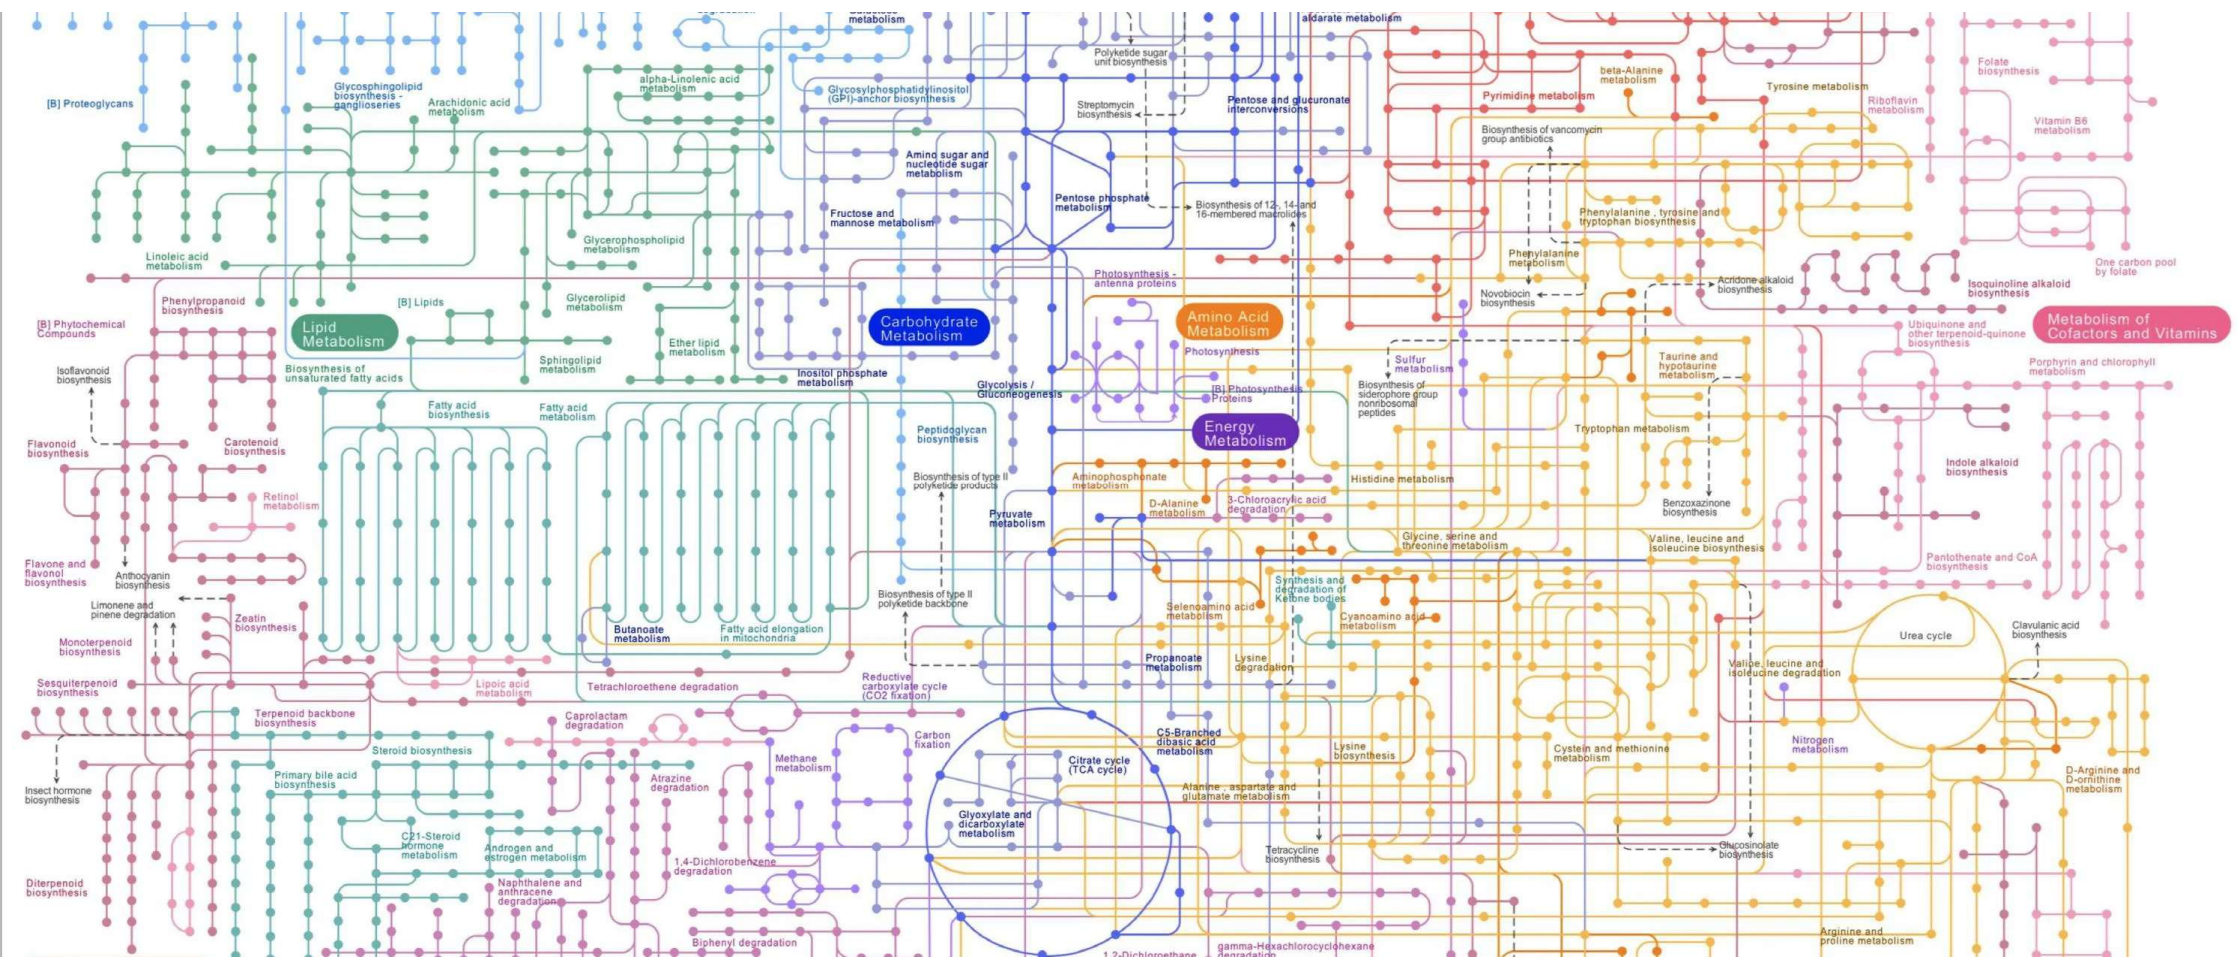 metabolism
aldarate metabolism
Polyketide sugar
unit biosynthesis
beta-Alanine
metabolism
Folate
biosynthesis
alpha-Linolenic acid
metabolism
Glycosphingolipid
biosynthesis -
ganglioseries
Glycosylphosphatidylinositol
(GPI)-anchor biosynthesis
Tyrosine metabolism
[B] Proteoglycans
Arachidonic acid
metabolism
Streptomycin
biosynthesis
Pentose and glucuronate
interconversions
Pyrimidine metabolism
Riboflavin
metabolism
Vitamin B6
metabolism
Biosynthesis of vancomycin
group antibiotics
Amino sugar and
nucleotide sugar
metabolism
Pentose phosphate
metabolism
Biosynthesis of 12-, 14- and
16-membered macrolides
Fructose and
mannose metabolism
Phenylalanine , tyrosine and
tryptophan biosynthesis
Glycerophospholipid
metabolism
Linoleic acid
metabolism
Phenylalanine
metabolism
One carbon pool
by folate
Photosynthesis -
antenna proteins
Acridone alkaloid
biosynthesis
Isoquinoline alkaloid
biosynthesis
Novobiocin
biosynthesis
Phenylpropanoid
biosynthesis
[B] Lipids
Glycerolipid
metabolism
[B] Phytochemical
Compounds
Lipid
Metabolism
Carbohydrate
Metabolism
Amino Acid
Metabolism
Metabolism of
Cofactors and Vitamins
Ubiquinone and
other terpenoid-quinone
biosynthesis
Ether lipid
metabolism
Photosynthesis
Sulfur
metabolism
Taurine and
hypotaurine
metabolism
Porphyrin and chlorophyll
metabolism
Sphingolipid
metabolism
Isoflavonoid
biosynthesis
Biosynthesis of
unsaturated fatty acids
Inositol phosphate
metabolism
Glycolysis /
Gluconeogenesis
[B] Photosynthesis
Proteins
Biosynthesis of
siderophore group
nonribosomal
peptides
Fatty acid
biosynthesis
Fatty acid
metabolism
Energy
Metabolism
Peptidoglycan
biosynthesis
Tryptophan metabolism
Flavonoid
biosynthesis
Carotenoid
biosynthesis
Indole alkaloid
biosynthesis
Biosynthesis of type II
polyketide products
Aminophosphonate
metabolism
Histidine metabolism
Retinol
metabolism
D-Alanine
metabolism
3-Chloroacrylic acid
degradation
Benzoxazinone
biosynthesis
Pyruvate
metabolism
Glycine, serine and
threonine metabolism
Valine, leucine and
isoleucine biosynthesis
Pantothenate and CoA
biosynthesis
Flavone and
flavonol
biosynthesis
Anthocyanin
biosynthesis
Synthesis and
degradation of
Ketone bodies
Biosynthesis of type II
polyketide backbone
Limonene and
pinene degradation
Selenoamino acid
metabolism
Cyanoamino acid
metabolism
Zeatin
biosynthesis
Butanoate
metabolism
Fatty acid elongation
in mitochondria
Urea cycle
Clavulanic acid
biosynthesis
Monoterpenoid
biosynthesis
Propanoate
metabolism
Lysine
degradation
Valine, leucine and
isoleucine degradation
Sesquiterpenoid
biosynthesis
Lipoic acid
metabolism
Tetrachloroethene degradation
Reductive
carboxylate cycle
(CO2 fixation)
Terpenoid backbone
biosynthesis
Caprolactam
degradation
Carbon
fixation
C5-Branched
dibasic acid
metabolism
Nitrogen
metabolism
Steroid biosynthesis
Lysine
biosynthesis
Cystein and methionine
metabolism
Methane
metabolism
Citrate cycle
(TCA cycle)
Primary bile acid
biosynthesis
Atrazine
degradation
D-Arginine and
D-ornithine
metabolism
Insect hormone
biosynthesis
Alanine , aspartate and
glutamate metabolism
Glyoxylate and
dicarboxylate
metabolism
C21-Steroid
hormone
metabolism
Androgen and
estrogen metabolism
Tetracycline
biosynthesis
Glucosinolate
biosynthesis
1,4-Dichlorobenzene
degradation
Diterpenoid
biosynthesis
Naphthalene and
anthracene
degradation
Biphenyl degradation
Arginine and
proline metabolism
gamma-Hexachlorocyclohexane
degradation
1,2-Dichloroethane